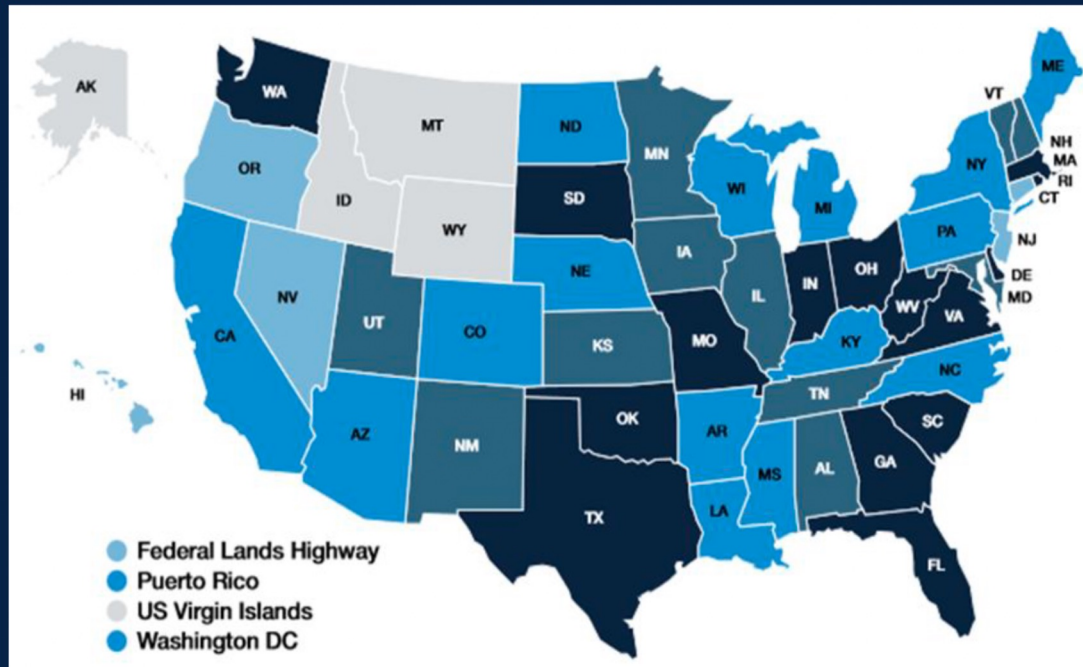 AK
WA
MT
ND
MN
VT
ME
OR
ID
SD
WI
MI
NY
NH
MA
RI
CT
WY
NE
IA
PA
NJ
NV
UT
CO
IL
IN
OH
DE
MD
CA
KS
MO
WV
VA
KY
HI
AZ
NM
OK
AR
TN
NC
SC
TX
LA
MS
AL
GA
FL
Federal Lands Highway
Puerto Rico
US Virgin Islands
Washington DC